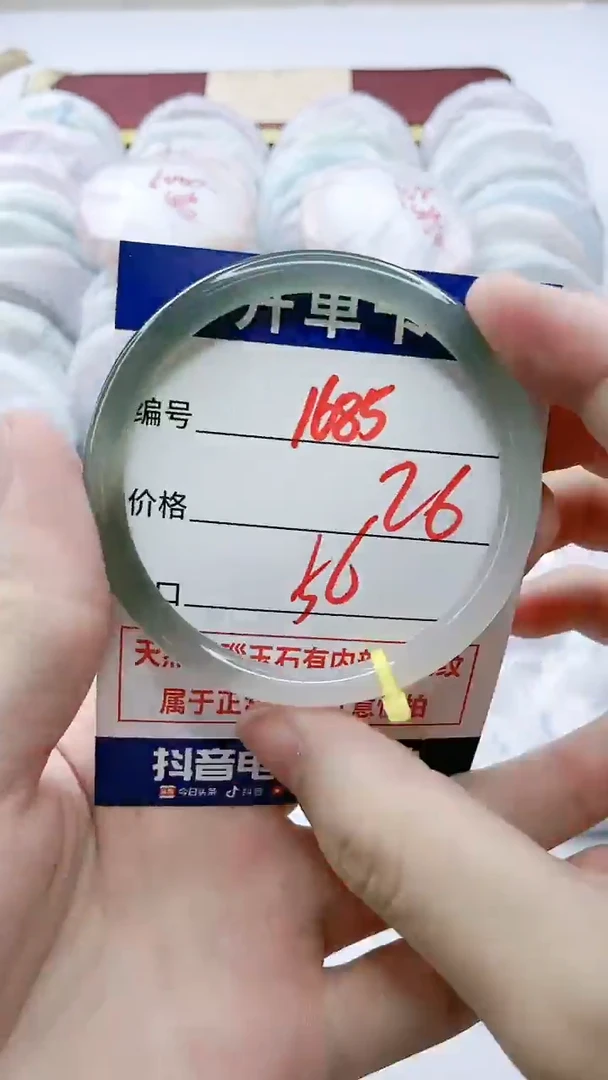 开单卡
编号 1685
价格 26
口 56
天然 玉石有内 纹
属于正 意 拍
抖音电
今日头条 抖音